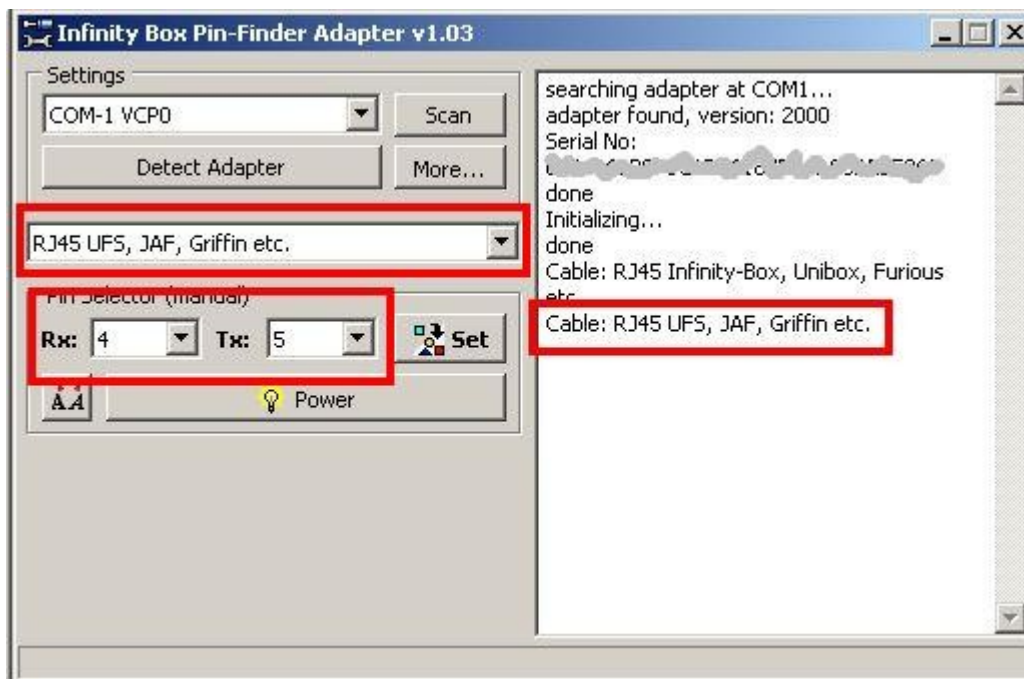 Infinity Box Pin-Finder Adapter v1.03
Settings
COM-1 VCP0
Scan
Detect Adapter
More...
RJ45 UFS, JAF, Griffin etc.
Pin Selector (manual)
Rx: 4 Tx: 5
Set
Power
searching adapter at COM1...
adapter found, version: 2000
Serial No:
done
Initializing...
done
Cable: RJ45 Infinity-Box, Unibox, Furious
etc.
Cable: RJ45 UFS, JAF, Griffin etc.